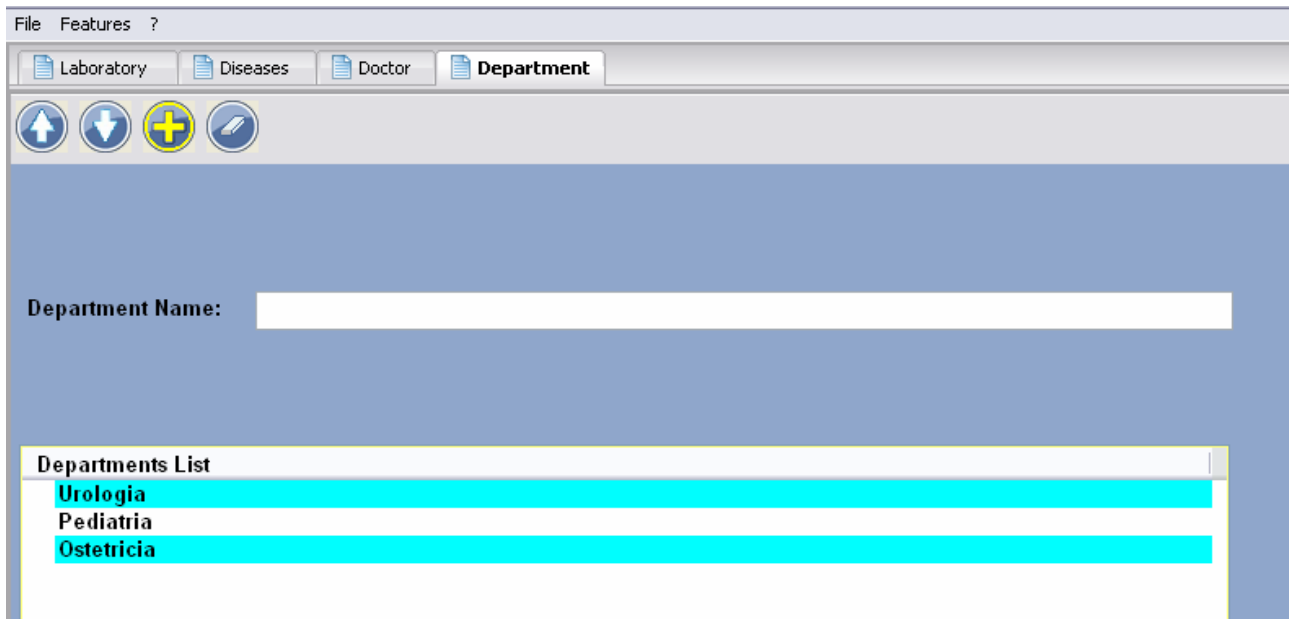 File Features ?
Laboratory Diseases Doctor Department
Department Name:
Departments List
Urologia
Pediatria
Ostetricia